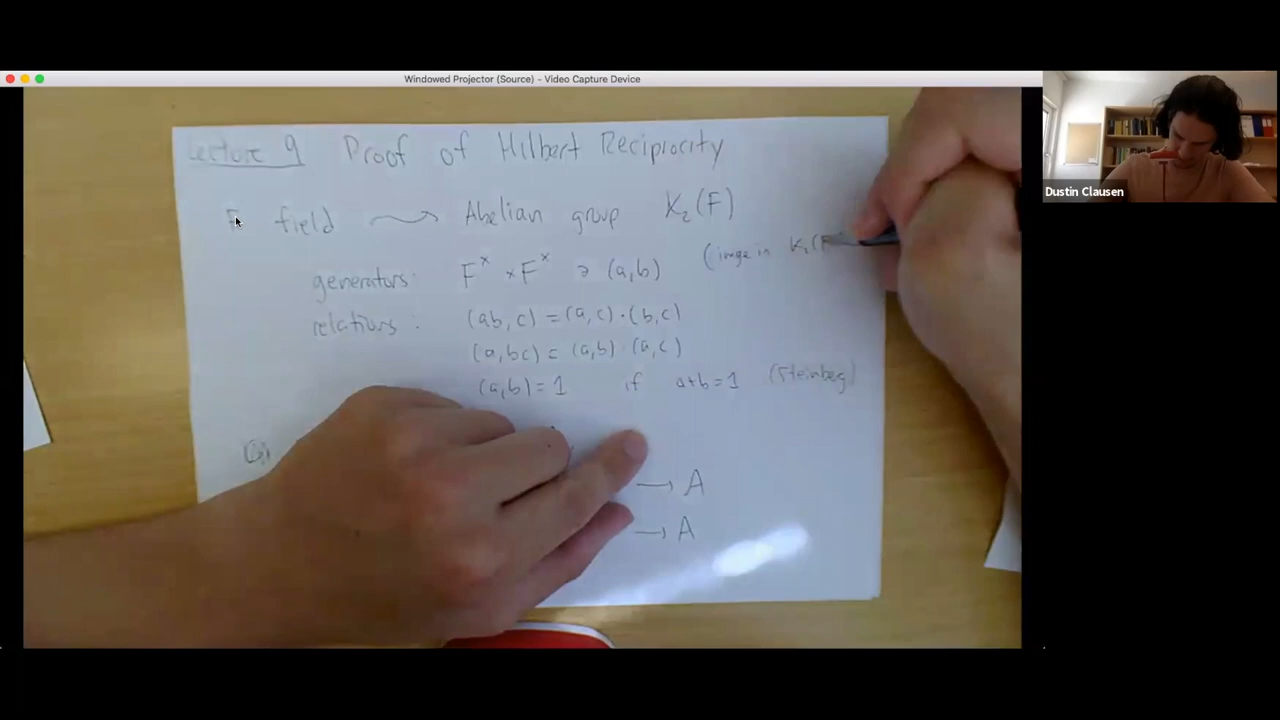 Windowed Projector (Source) - Video Capture Device
Dustin Clausen
Lecture 9 Proof of Hilbert Reciprocity
F field ⟿ Abelian group K₂(F)
generators: F^× × F^× ∋ (a,b) (image in K₂(F
relations: (ab,c) = (a,c)·(b,c)
(a,bc) = (a,b)·(a,c)
(a,b) = 1 if a+b=1 (Steinberg)
→ A
→ A